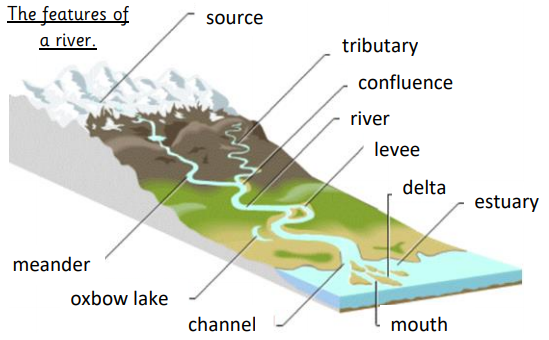 The features of
a river.
source
tributary
confluence
river
levee
delta
estuary
meander
oxbow lake
channel
mouth